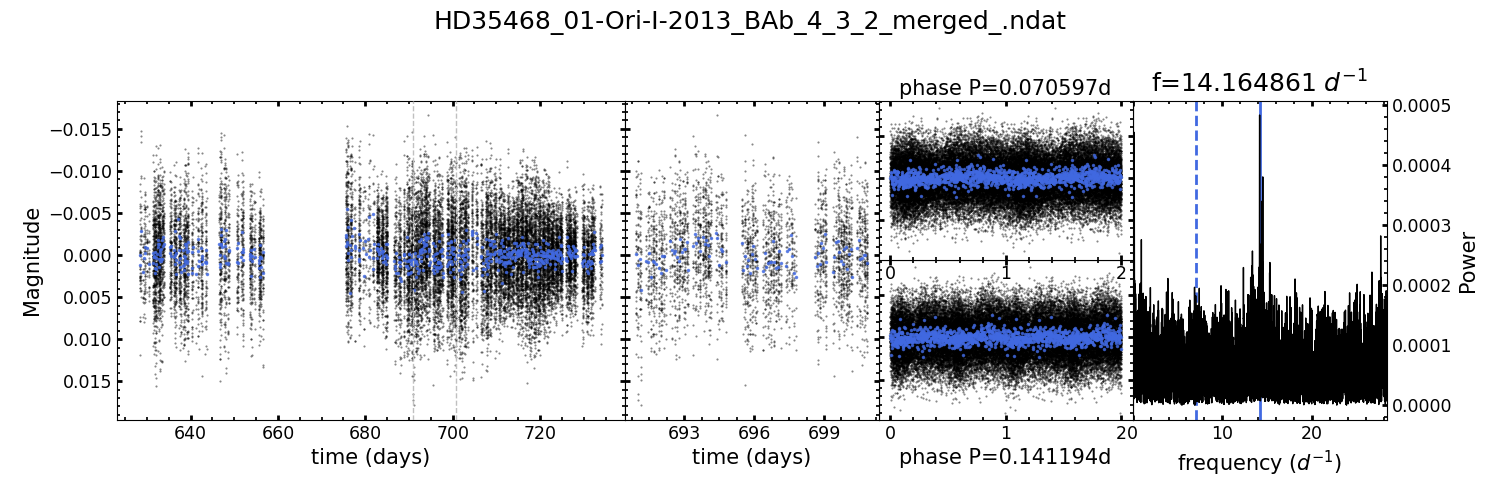 HD35468_01-Ori-I-2013_BAb_4_3_2_merged_.ndat
phase P=0.070597d
f=14.164861 d⁻¹
Magnitude
−0.015
−0.010
−0.005
0.000
0.005
0.010
0.015
640 660 680 700 720
time (days)
693 696 699
time (days)
0 1 2
0 1 2
phase P=0.141194d
0 10 20
frequency (d⁻¹)
0.0005
0.0004
0.0003
0.0002
0.0001
0.0000
Power